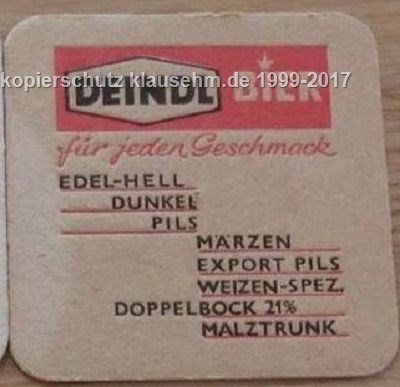 kopierschutz klausehm.de 1999-2017
DEINDL BIER
für jeden Geschmack
EDEL-HELL
DUNKEL
PILS
MÄRZEN
EXPORT PILS
WEIZEN-SPEZ.
DOPPELBOCK 21%
MALZTRUNK